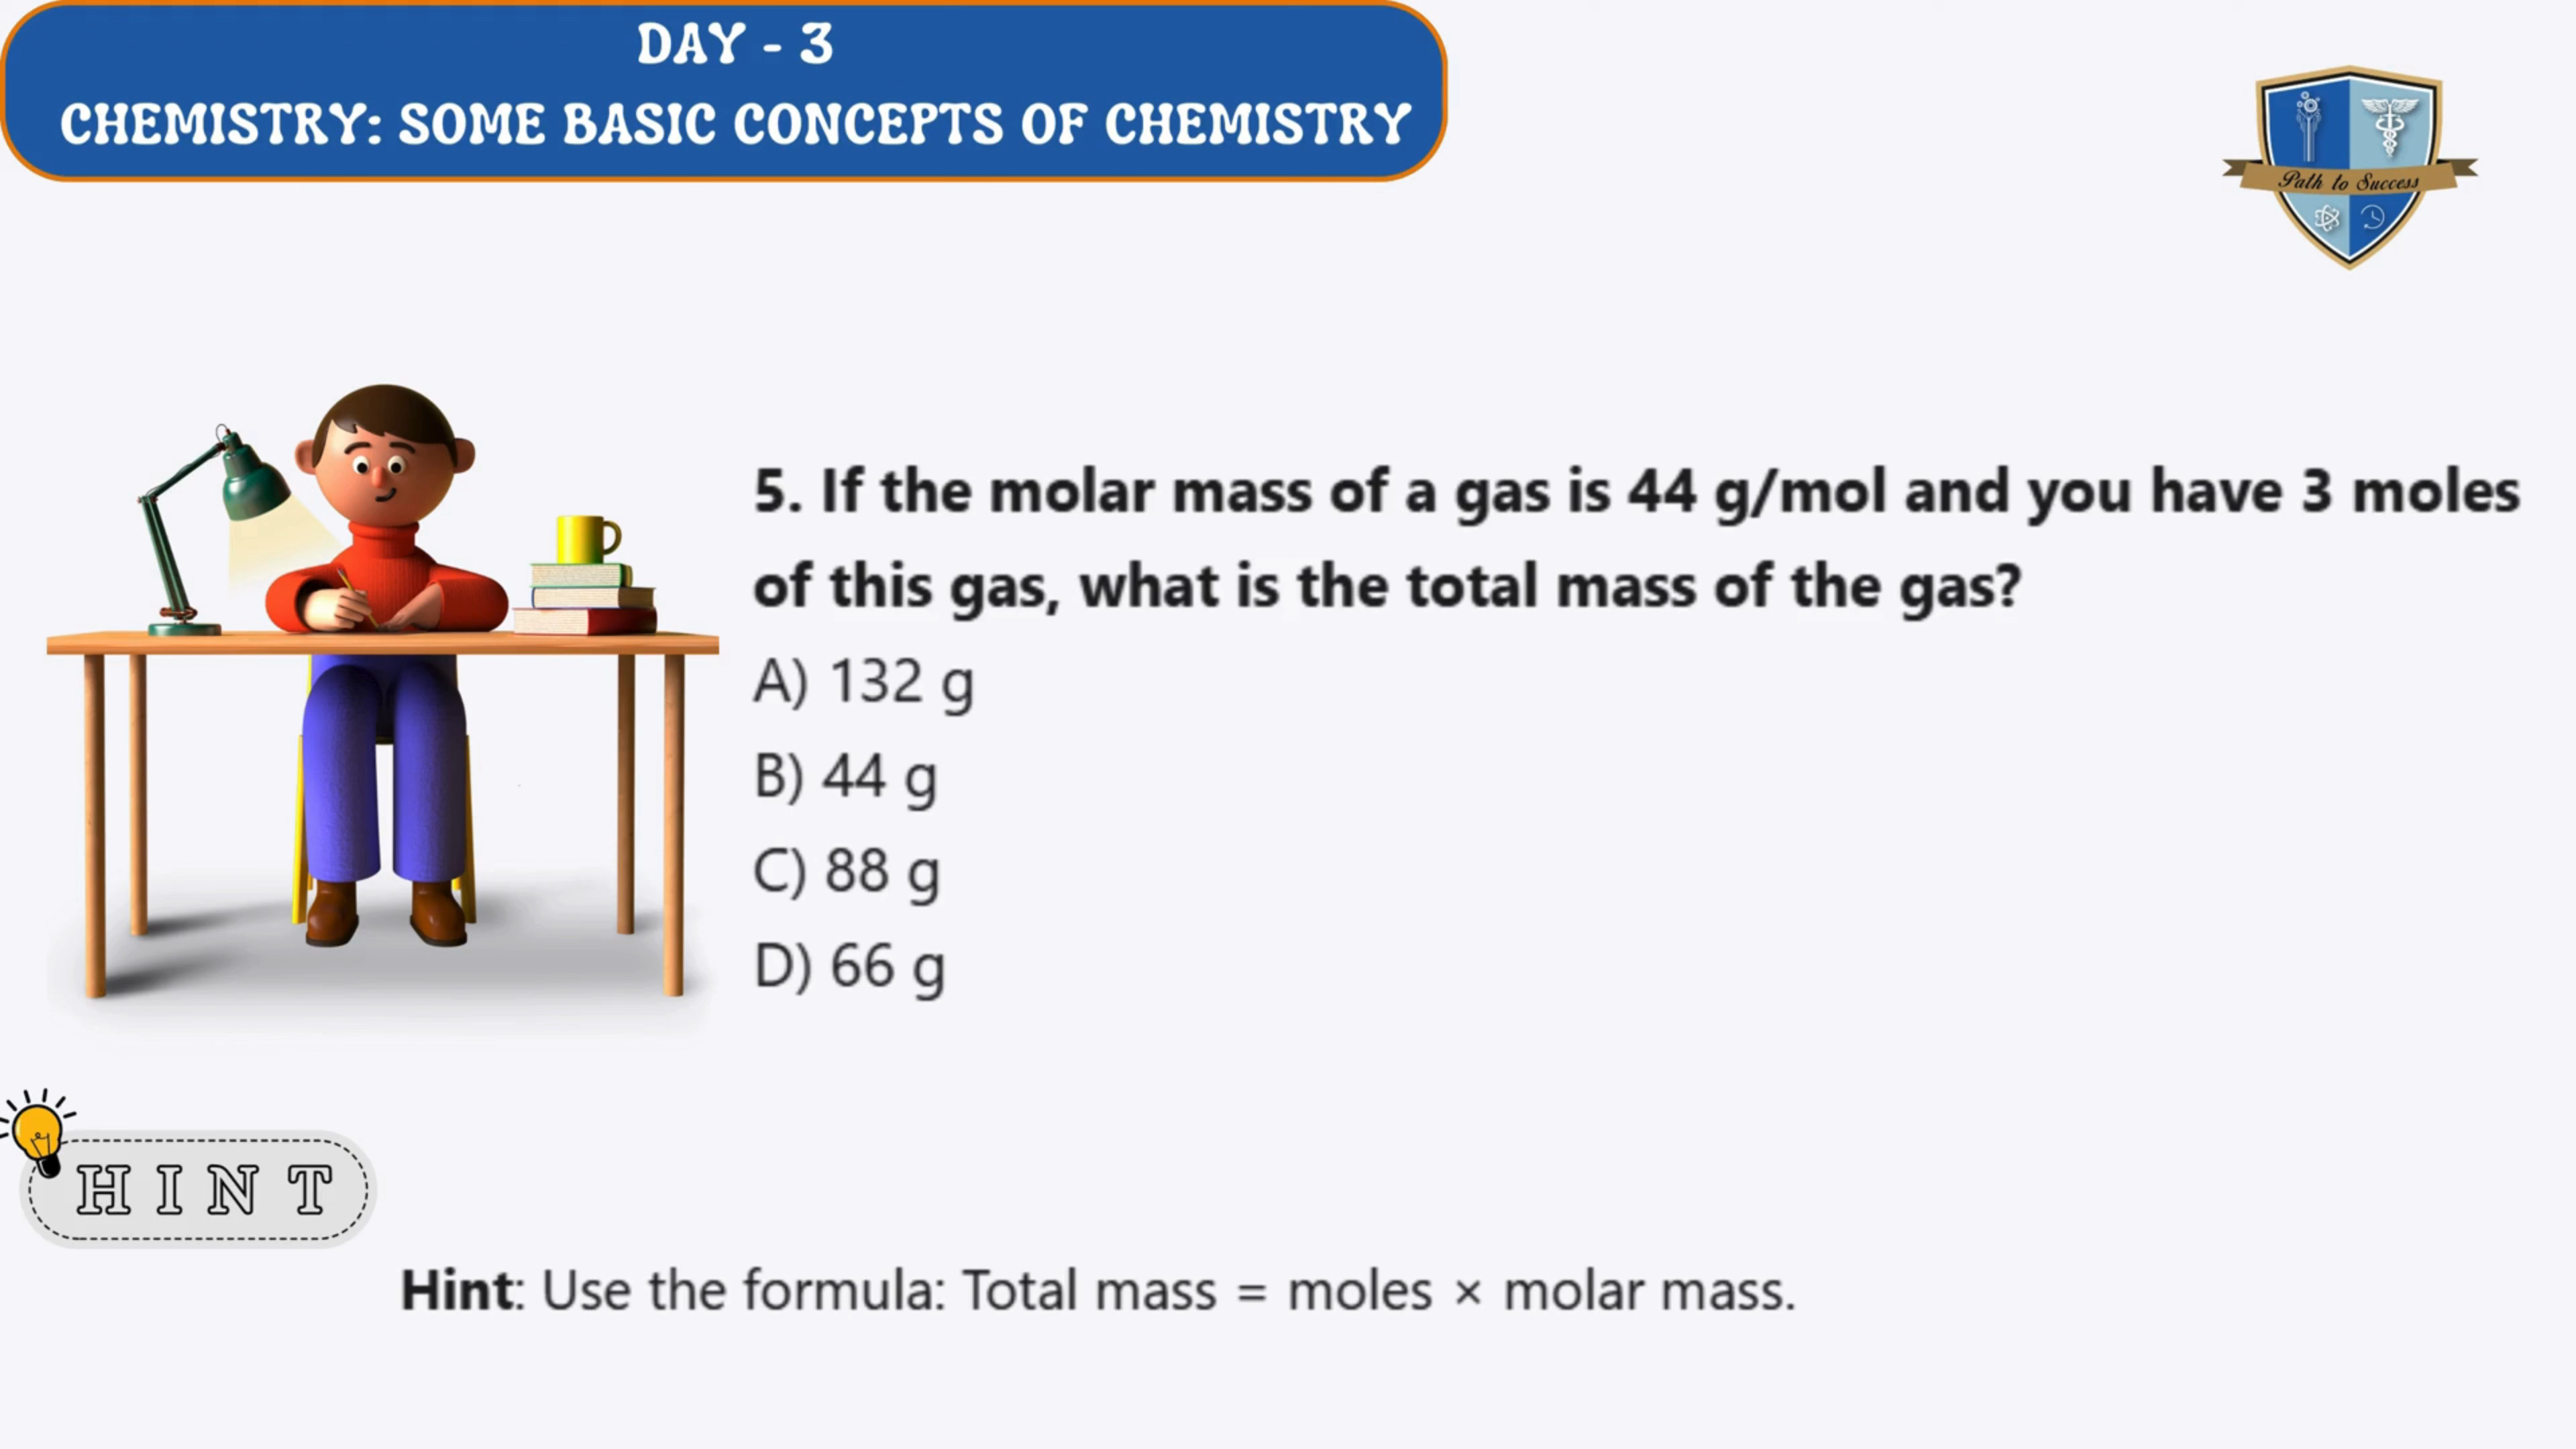 DAY - 3
CHEMISTRY: SOME BASIC CONCEPTS OF CHEMISTRY
Path to Success
5. If the molar mass of a gas is 44 g/mol and you have 3 moles
of this gas, what is the total mass of the gas?
A) 132 g
B) 44 g
C) 88 g
D) 66 g
HINT
Hint: Use the formula: Total mass = moles × molar mass.